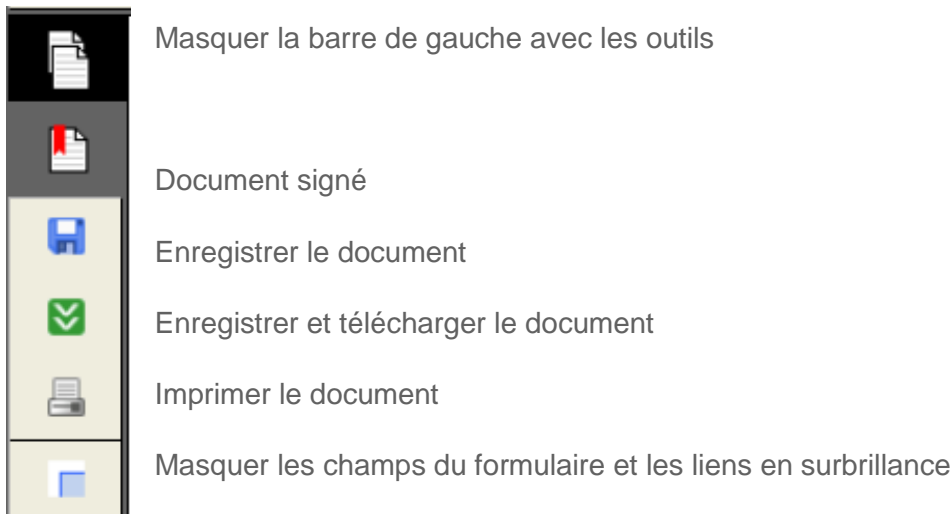 Masquer la barre de gauche avec les outils
Document signé
Enregistrer le document
Enregistrer et télécharger le document
Imprimer le document
Masquer les champs du formulaire et les liens en surbrillance